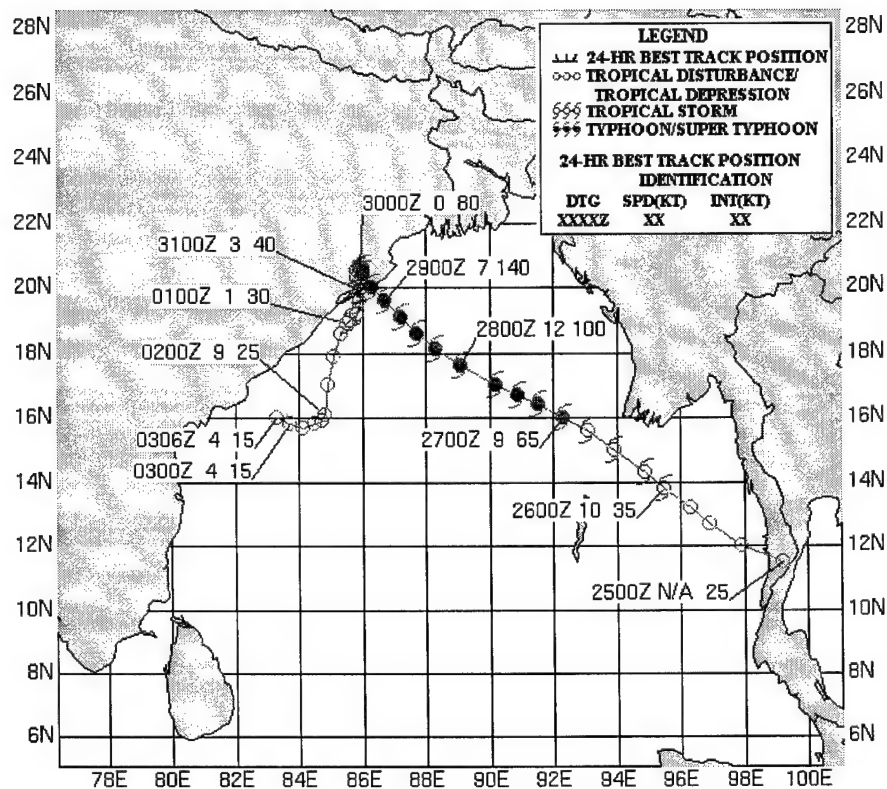 28N
26N
24N
22N
20N
18N
16N
14N
12N
10N
8N
6N
LEGEND
24-HR BEST TRACK POSITION
TROPICAL DISTURBANCE/
TROPICAL DEPRESSION
TROPICAL STORM
TYPHOON/SUPER TYPHOON
24-HR BEST TRACK POSITION
IDENTIFICATION
DTG SPD(KT) INT(KT)
XXXXZ XX XX
3000Z 0 80
3100Z 3 40
2900Z 7 140
0100Z 1 30
2800Z 12 100
0200Z 9 25
0306Z 4 15
2700Z 9 65
0300Z 4 15
2600Z 10 35
2500Z N/A 25
28N
26N
24N
22N
20N
18N
16N
14N
12N
10N
8N
6N
78E 80E 82E 84E 86E 88E 90E 92E 94E 96E 98E 100E